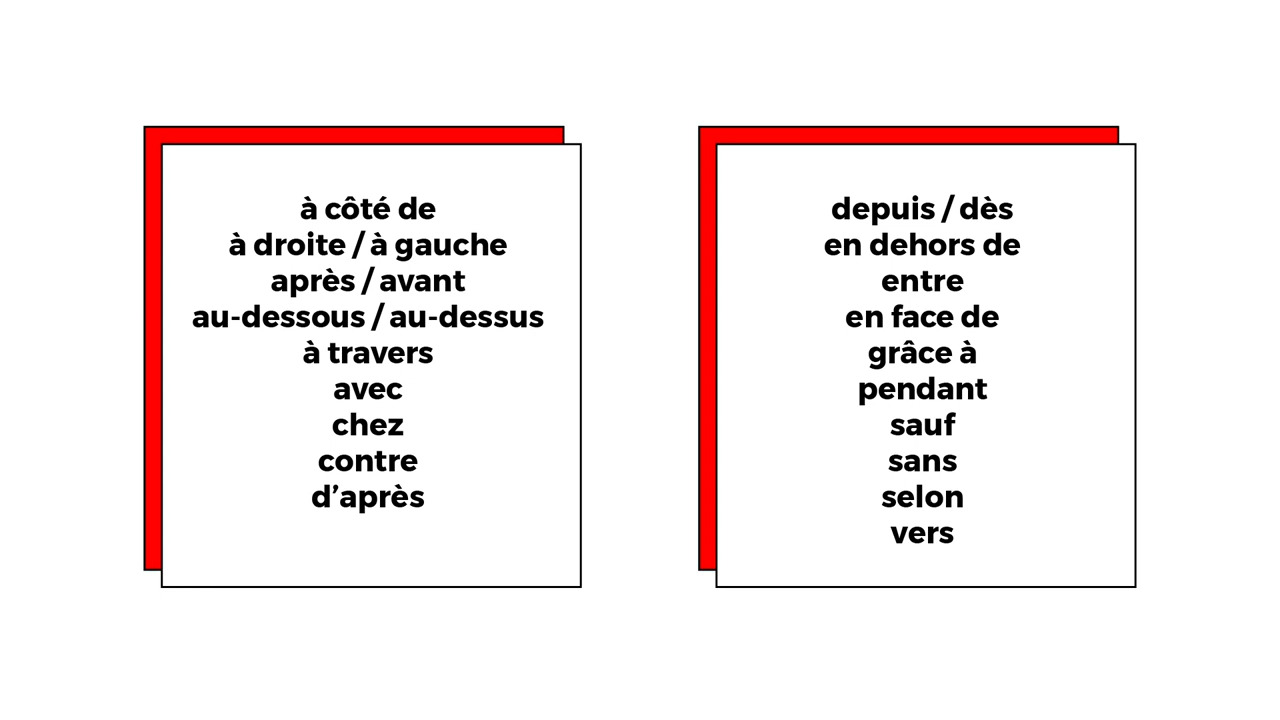 à côté de
à droite / à gauche
après / avant
au-dessous / au-dessus
à travers
avec
chez
contre
d’après
depuis / dès
en dehors de
entre
en face de
grâce à
pendant
sauf
sans
selon
vers